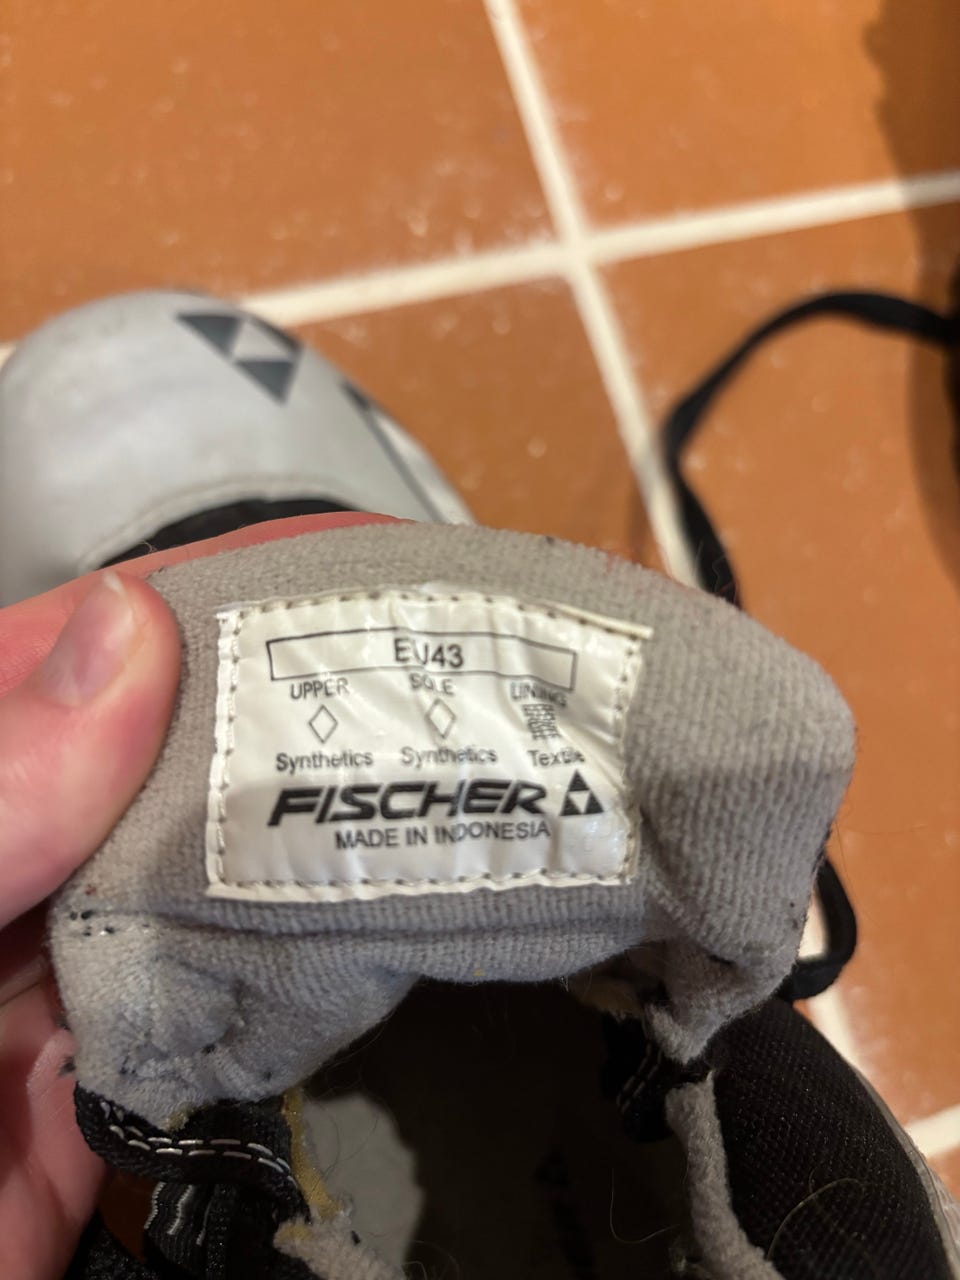 EU43
UPPER SOLE LINING
Synthetics Synthetics Textile
FISCHER
MADE IN INDONESIA